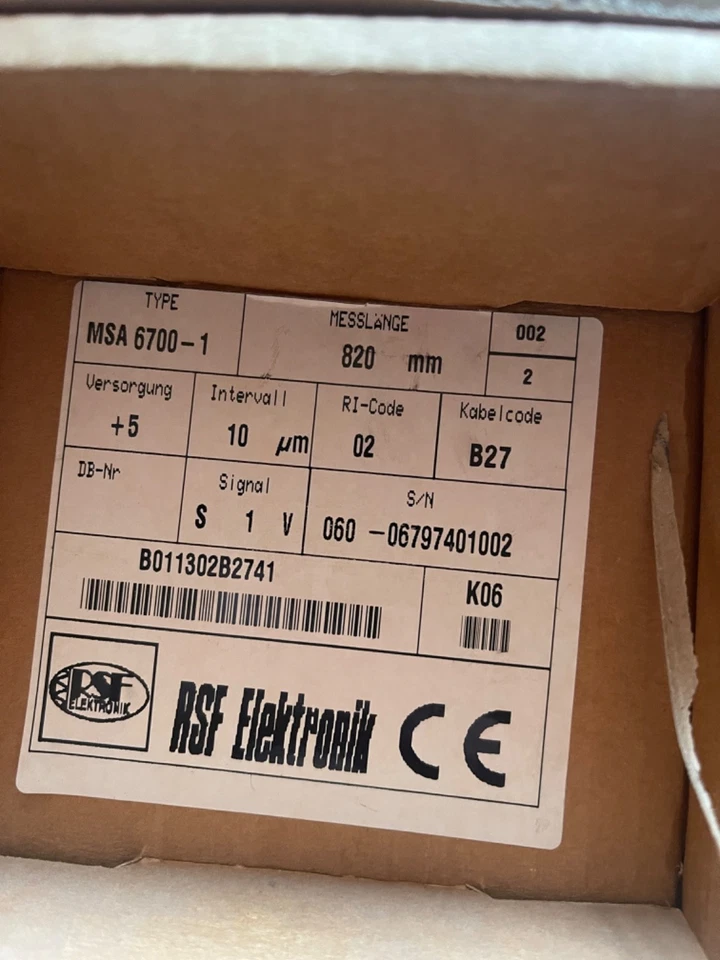 TYPE
MSA 6700-1
MESSLÄNGE
820 mm
002
2
Versorgung
+5
Intervall
10 µm
RI-Code
02
Kabelcode
B27
DB-Nr
Signal
S 1 V
S/N
060 -06797401002
B011302B2741
K06
RSF
ELEKTRONIK
RSF Elektronik CE